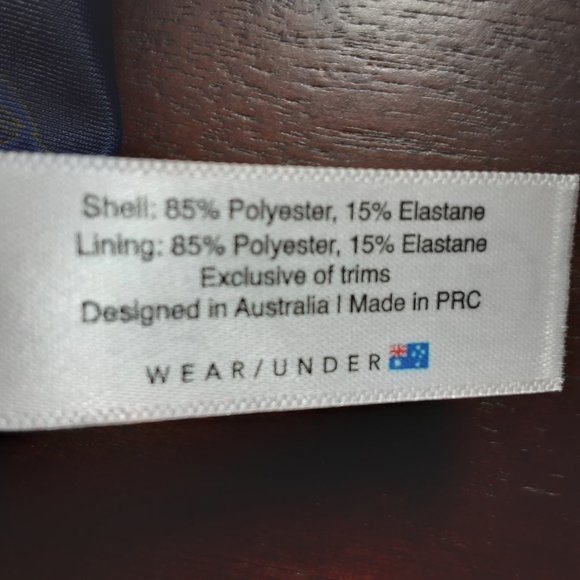 Shell: 85% Polyester, 15% Elastane
Lining: 85% Polyester, 15% Elastane
Exclusive of trims
Designed in Australia | Made in PRC
WEAR/UNDER